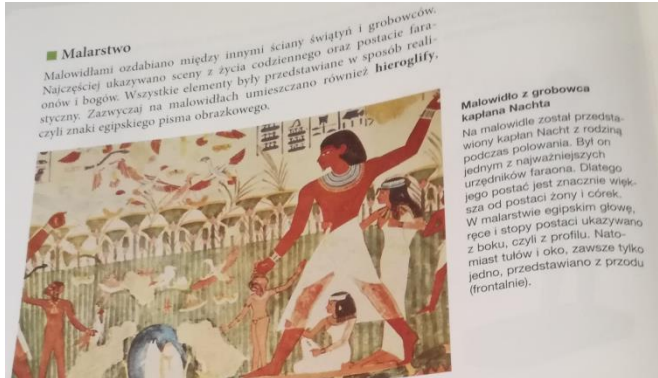 Malarstwo
Malowidłami ozdabiano między innymi ściany świątyń i grobowców.
Najczęściej ukazywano sceny z życia codziennego oraz postacie fara-
onów i bogów. Wszystkie elementy były przedstawiane w sposób reali-
styczny. Zazwyczaj na malowidłach umieszczano również hieroglify,
czyli znaki egipskiego pisma obrazkowego.
Malowidło z grobowca
kapłana Nachta
Na malowidle został przedsta-
wiony kapłan Nacht z rodziną
podczas polowania. Był on
jednym z najważniejszych
urzędników faraona. Dlatego
jego postać jest znacznie więk-
sza od postaci żony i córek.
W malarstwie egipskim głowę,
ręce i stopy postaci ukazywano
z boku, czyli z profilu. Nato-
miast tułów i oko, zawsze tylko
jedno, przedstawiano z przodu
(frontalnie).